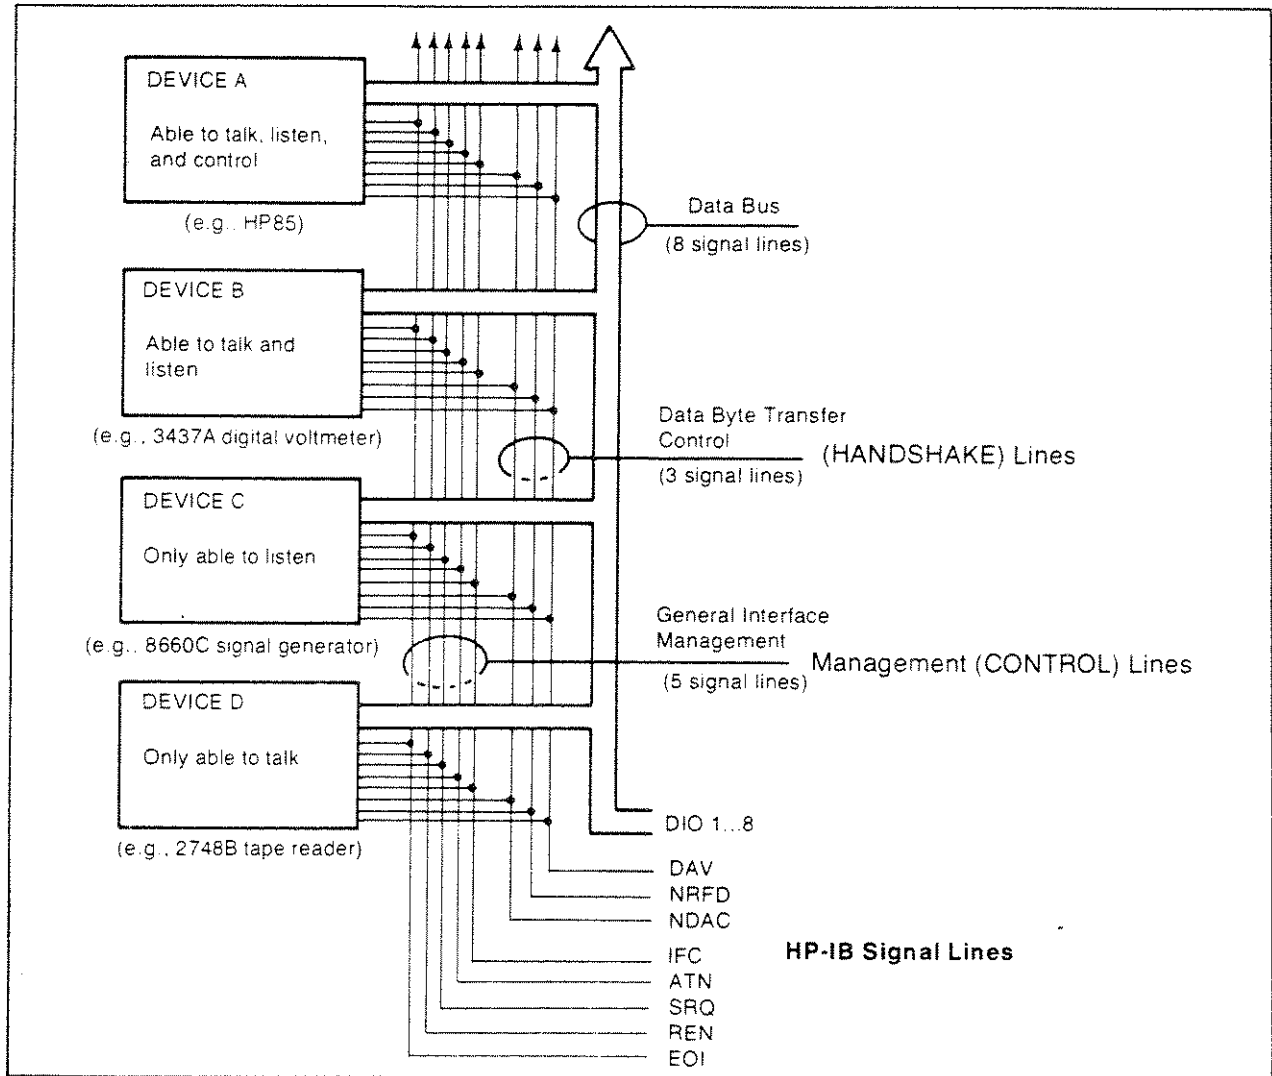 DEVICE A
Able to talk, listen,
and control
(e.g.. HP85)
Data Bus
(8 signal lines)
DEVICE B
Able to talk and
listen
(e.g., 3437A digital voltmeter)
Data Byte Transfer
Control
(3 signal lines)
(HANDSHAKE) Lines
DEVICE C
Only able to listen
(e.g.. 8660C signal generator)
General Interface
Management
(5 signal lines)
Management (CONTROL) Lines
DEVICE D
Only able to talk
(e.g., 2748B tape reader)
DIO 1...8
DAV
NRFD
NDAC
IFC
ATN
SRQ
REN
EOI
HP-IB Signal Lines